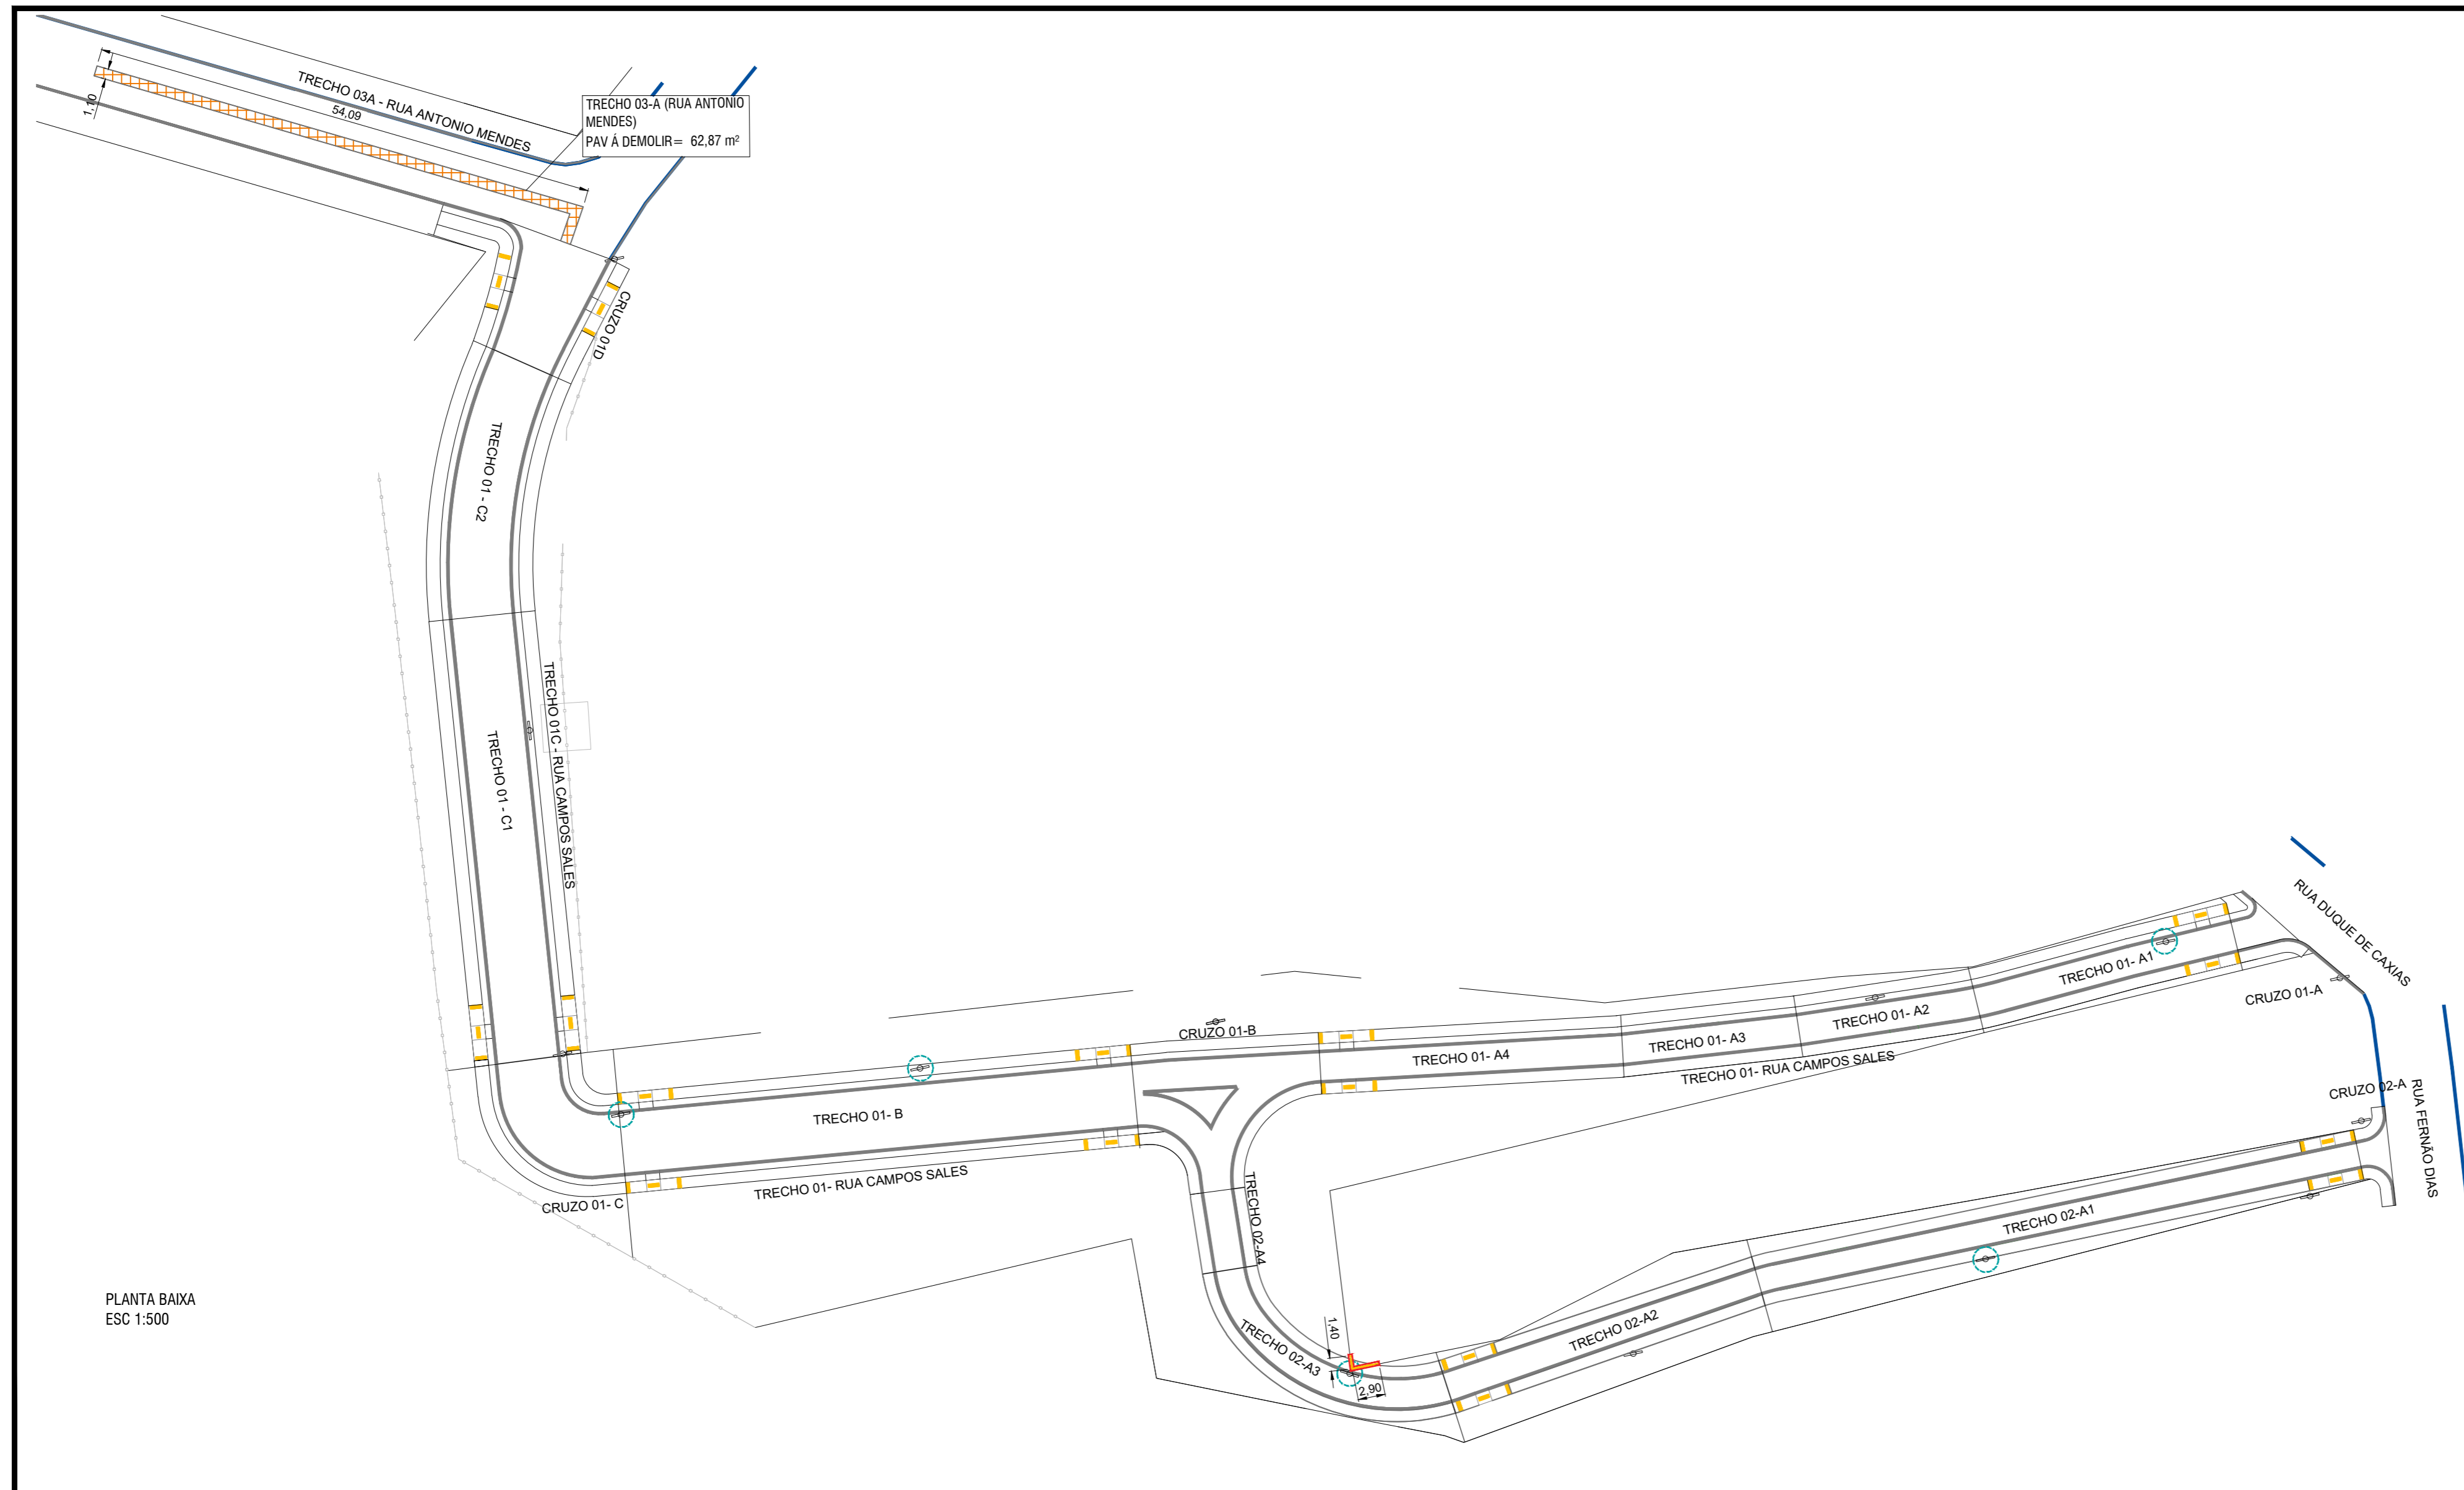 TRECHO 03A - RUA ANTONIO MENDES
54,09
1,10
TRECHO 03-A (RUA ANTONIO
MENDES)
PAV Á DEMOLIR= 62,87 m²
CRUZO 01D
TRECHO 01 - C2
TRECHO 01C - RUA CAMPOS SALES
TRECHO 01 - C1
RUA DUQUE DE CAXIAS
TRECHO 01- A1
CRUZO 01-A
TRECHO 01- A2
CRUZO 01-B
TRECHO 01- A3
TRECHO 01- A4
TRECHO 01- RUA CAMPOS SALES
CRUZO 02-A
RUA FERNÃO DIAS
TRECHO 01- B
TRECHO 01- RUA CAMPOS SALES
CRUZO 01- C
TRECHO 02-A4
TRECHO 02-A1
PLANTA BAIXA
ESC 1:500
1,40
TRECHO 02-A3
TRECHO 02-A2
2,90